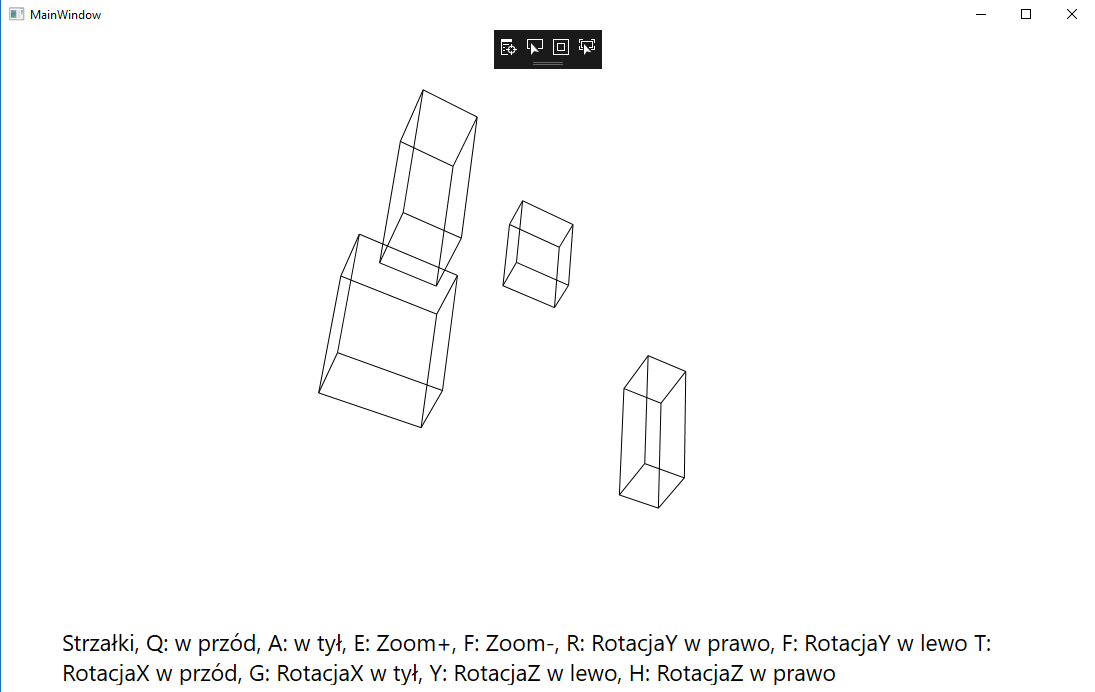 MainWindow
Strzałki, Q: w przód, A: w tył, E: Zoom+, F: Zoom-, R: RotacjaY w prawo, F: RotacjaY w lewo T:
RotacjaX w przód, G: RotacjaX w tył, Y: RotacjaZ w lewo, H: RotacjaZ w prawo